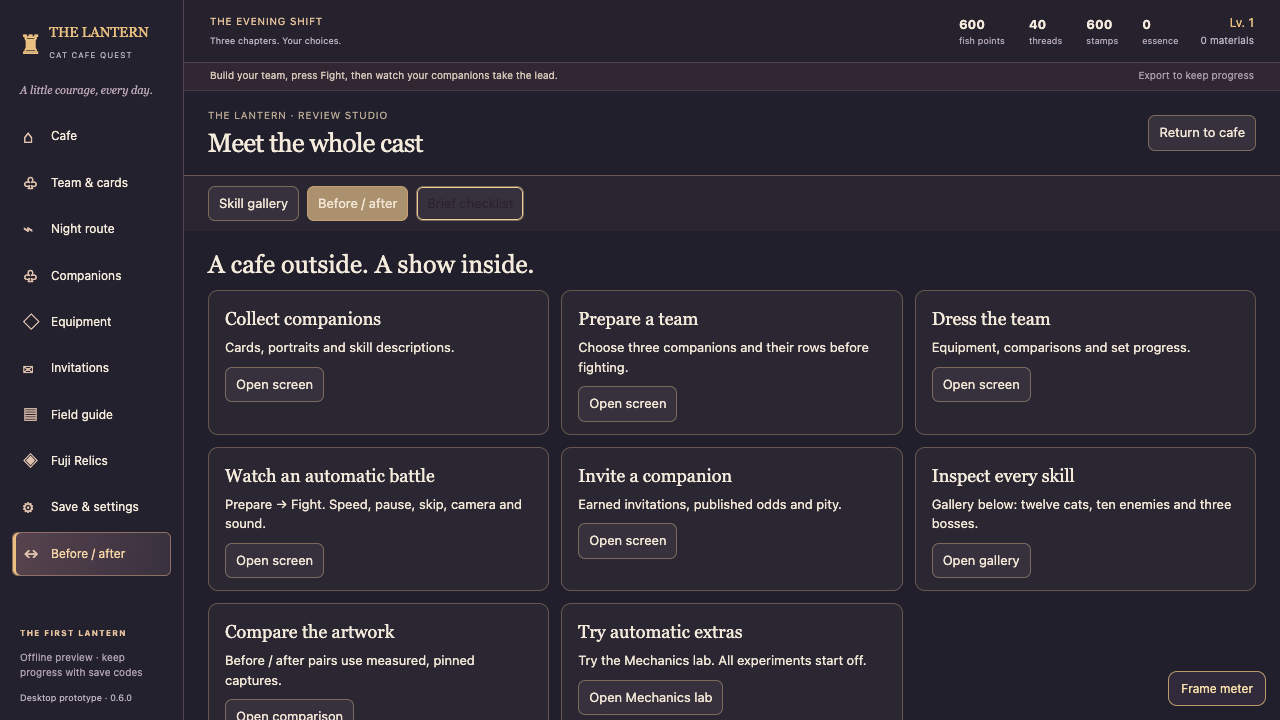 THE LANTERN
CAT CAFE QUEST
A little courage, every day.
Cafe
Team & cards
Night route
Companions
Equipment
Invitations
Field guide
Fuji Relics
Save & settings
Before / after
THE FIRST LANTERN
Offline preview · keep
progress with save codes
Desktop prototype · 0.6.0
THE EVENING SHIFT
Three chapters. Your choices.
600
fish points
40
threads
600
stamps
0
essence
Lv. 1
0 materials
Build your team, press Fight, then watch your companions take the lead.
Export to keep progress
THE LANTERN · REVIEW STUDIO
Meet the whole cast
Return to cafe
Skill gallery
Before / after
Brief checklist
A cafe outside. A show inside.
Collect companions
Cards, portraits and skill descriptions.
Open screen
Prepare a team
Choose three companions and their rows before
fighting.
Open screen
Dress the team
Equipment, comparisons and set progress.
Open screen
Watch an automatic battle
Prepare → Fight. Speed, pause, skip, camera and
sound.
Open screen
Invite a companion
Earned invitations, published odds and pity.
Open screen
Inspect every skill
Gallery below: twelve cats, ten enemies and three
bosses.
Open gallery
Compare the artwork
Before / after pairs use measured, pinned
captures.
Open comparison
Try automatic extras
Try the Mechanics lab. All experiments start off.
Open Mechanics lab
Frame meter